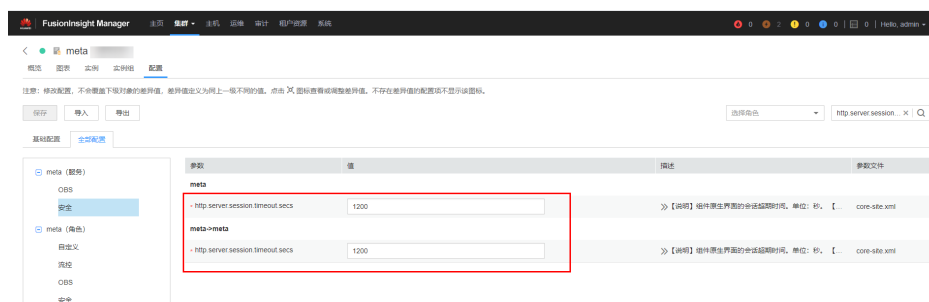 FusionInsight Manager 主页 集群 主机 运维 审计 租户资源 系统 0 2 0 0 0 Hello, admin
meta
概览 图表 实例 实例组 配置
注意：修改配置，不会覆盖下级对象的差异值，差异值定义为同上一级不同的值。点击 图标查看或调整差异值。不存在差异值的配置项不显示该图标。
保存 导入 导出 选择角色 http.server.session...
基础配置 全部配置
meta（服务） 参数 值 描述 参数文件
OBS meta
安全 http.server.session.timeout.secs 1200 【说明】组件原生界面的会话超期时间。单位：秒。【... core-site.xml
meta（角色） meta->meta
自定义 http.server.session.timeout.secs 1200 【说明】组件原生界面的会话超期时间。单位：秒。【... core-site.xml
流控
OBS
安全